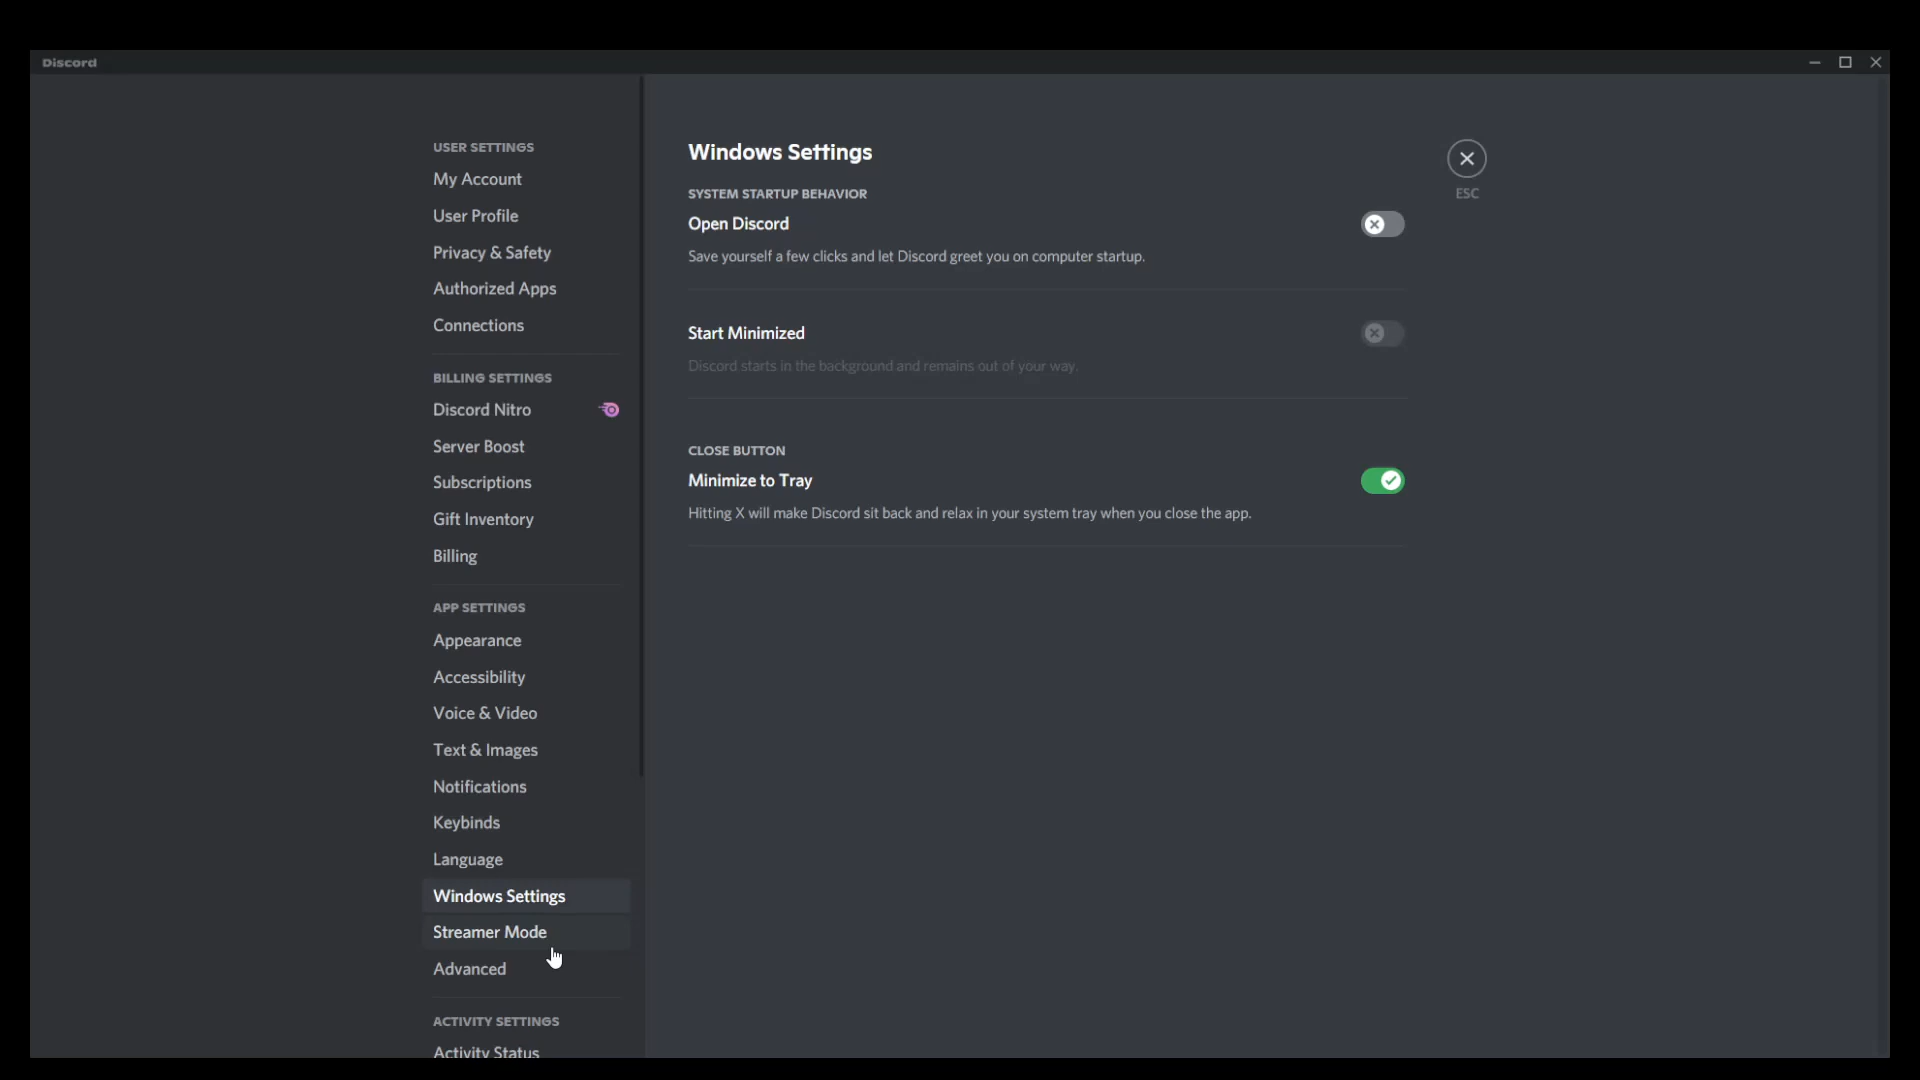 Discord
USER SETTINGS
My Account
User Profile
Privacy & Safety
Authorized Apps
Connections
BILLING SETTINGS
Discord Nitro
Server Boost
Subscriptions
Gift Inventory
Billing
APP SETTINGS
Appearance
Accessibility
Voice & Video
Text & Images
Notifications
Keybinds
Language
Windows Settings
Streamer Mode
Advanced
ACTIVITY SETTINGS
Activity Status
Windows Settings
ESC
SYSTEM STARTUP BEHAVIOR
Open Discord
Save yourself a few clicks and let Discord greet you on computer startup.
Start Minimized
Discord starts in the background and remains out of your way.
CLOSE BUTTON
Minimize to Tray
Hitting X will make Discord sit back and relax in your system tray when you close the app.